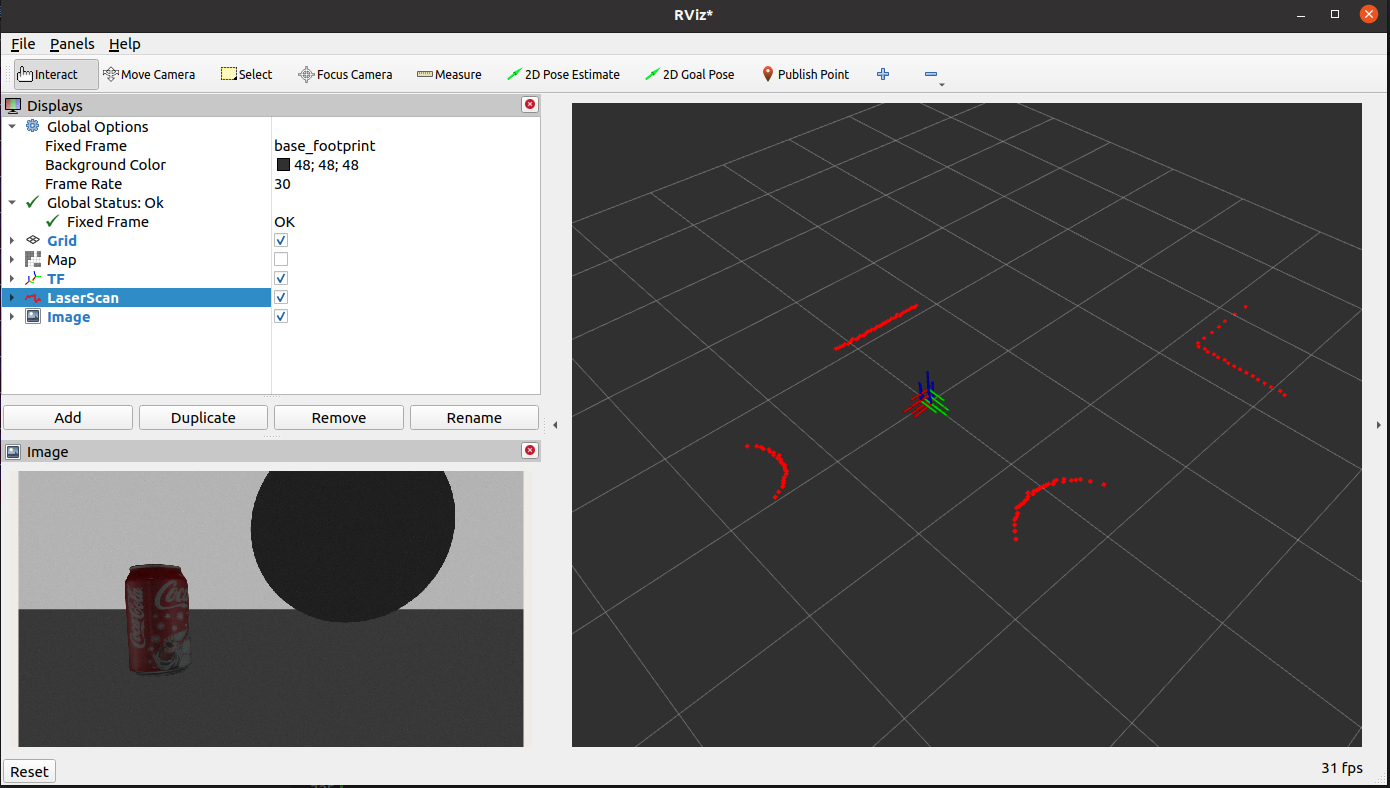 RViz*
File Panels Help
Interact Move Camera Select Focus Camera Measure 2D Pose Estimate 2D Goal Pose Publish Point
Displays
Global Options
Fixed Frame base_footprint
Background Color 48; 48; 48
Frame Rate 30
Global Status: Ok
Fixed Frame OK
Grid
Map
TF
LaserScan
Image
Add Duplicate Remove Rename
Image
Coca-Cola
Reset
31 fps